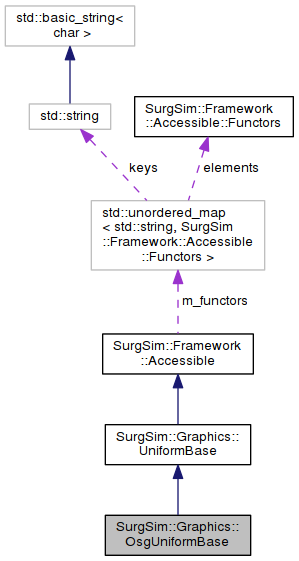 std::basic_string<
char >
std::string
SurgSim::Framework
::Accessible::Functors
keys
elements
std::unordered_map
< std::string, SurgSim
::Framework::Accessible
::Functors >
m_functors
SurgSim::Framework
::Accessible
SurgSim::Graphics::
UniformBase
SurgSim::Graphics::
OsgUniformBase